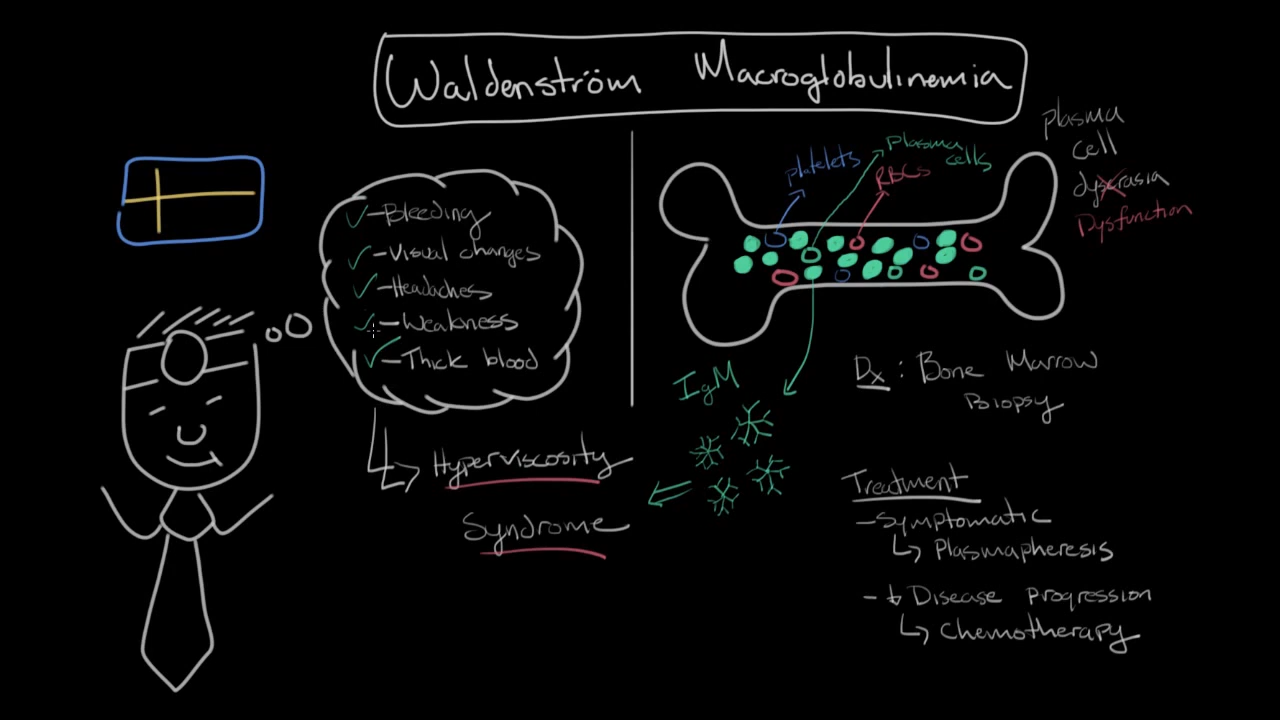 Waldenström Macroglobulinemia
-Bleeding
-Visual changes
-Headaches
-Weakness
-Thick blood
Hyperviscosity
Syndrome
platelets
Plasma
cells
RBCs
plasma
cell
dyscrasia
Dysfunction
IgM
Dx : Bone Marrow
Biopsy
Treatment
-Symptomatic
Plasmapheresis
-↓ Disease progression
Chemotherapy